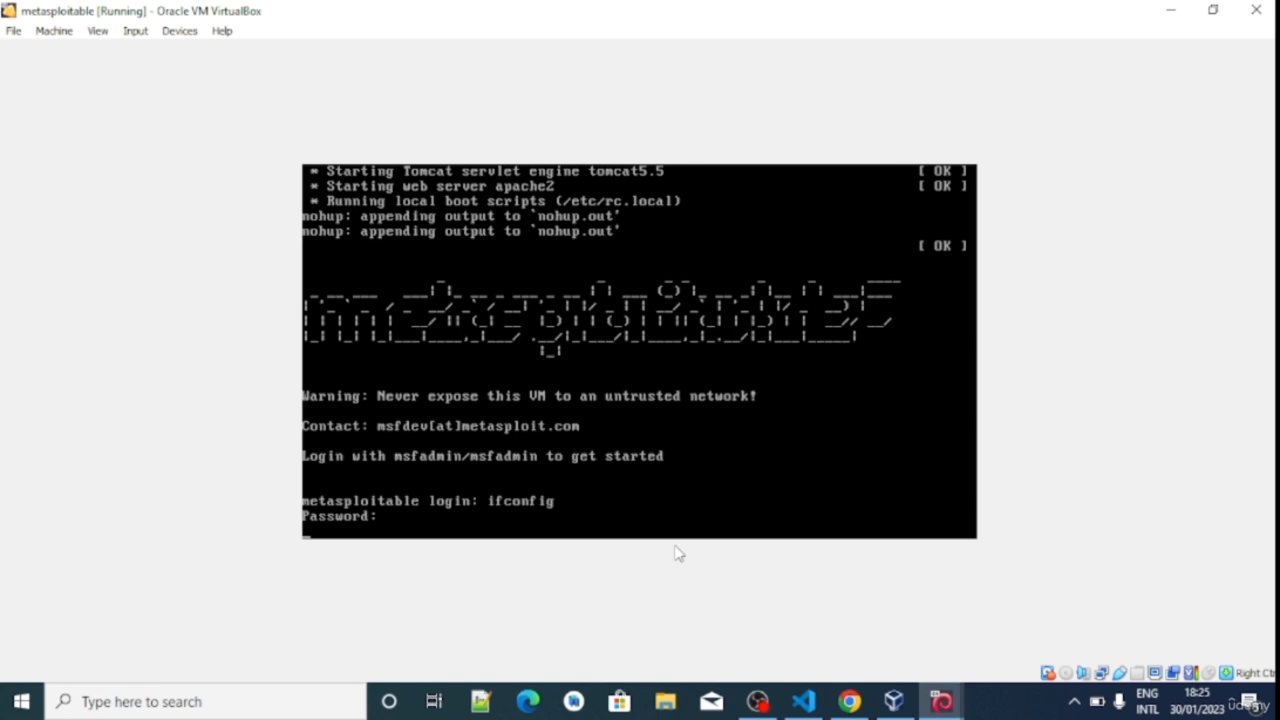 metasploitable [Running] - Oracle VM VirtualBox
File Machine View Input Devices Help
* Starting Tomcat servlet engine tomcat5.5 [ OK ]
* Starting web server apache2 [ OK ]
* Running local boot scripts (/etc/rc.local)
nohup: appending output to `nohup.out'
nohup: appending output to `nohup.out'
[ OK ]
Warning: Never expose this VM to an untrusted network!
Contact: msfdev[at]metasploit.com
Login with msfadmin/msfadmin to get started
metasploitable login: ifconfig
Password:
Right Ct
Type here to search
ENG
INTL
18:25
30/01/2023
udemy